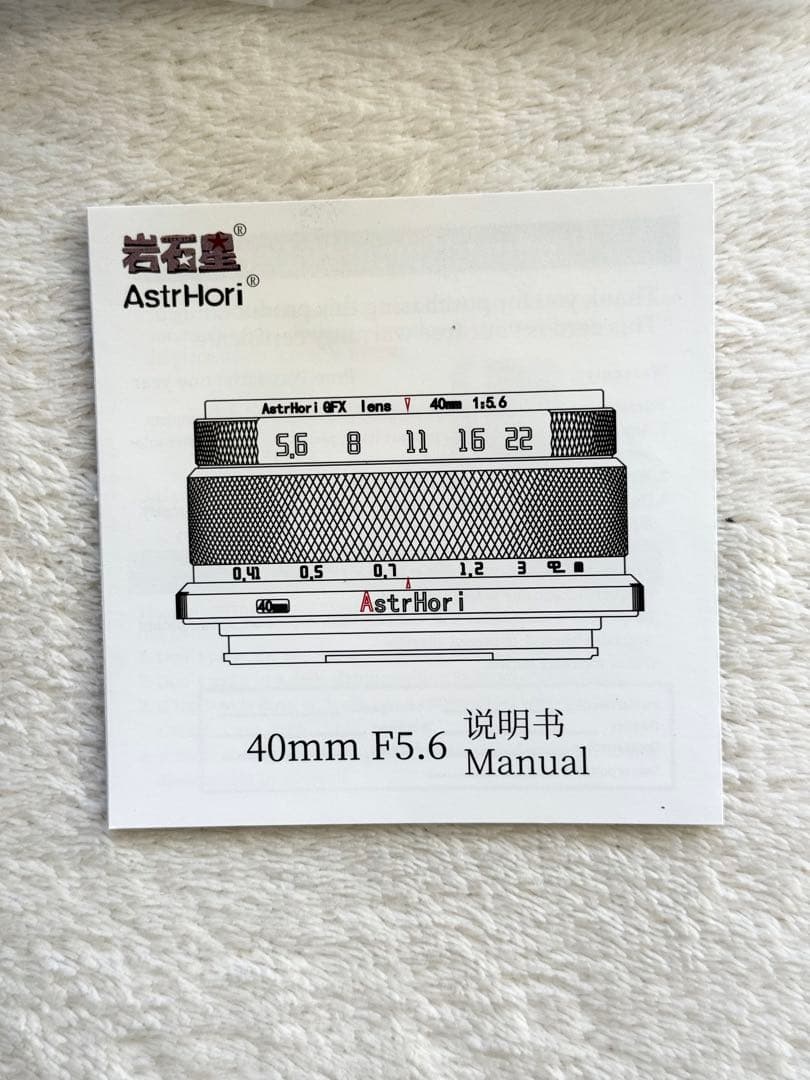 岩石星®
AstrHori®
AstrHori GFX lens 40mm 1:5.6
5.6 8 11 16 22
0.41 0.5 0.7 1.2 3 m
40mm AstrHori
40mm F5.6 说明书
Manual